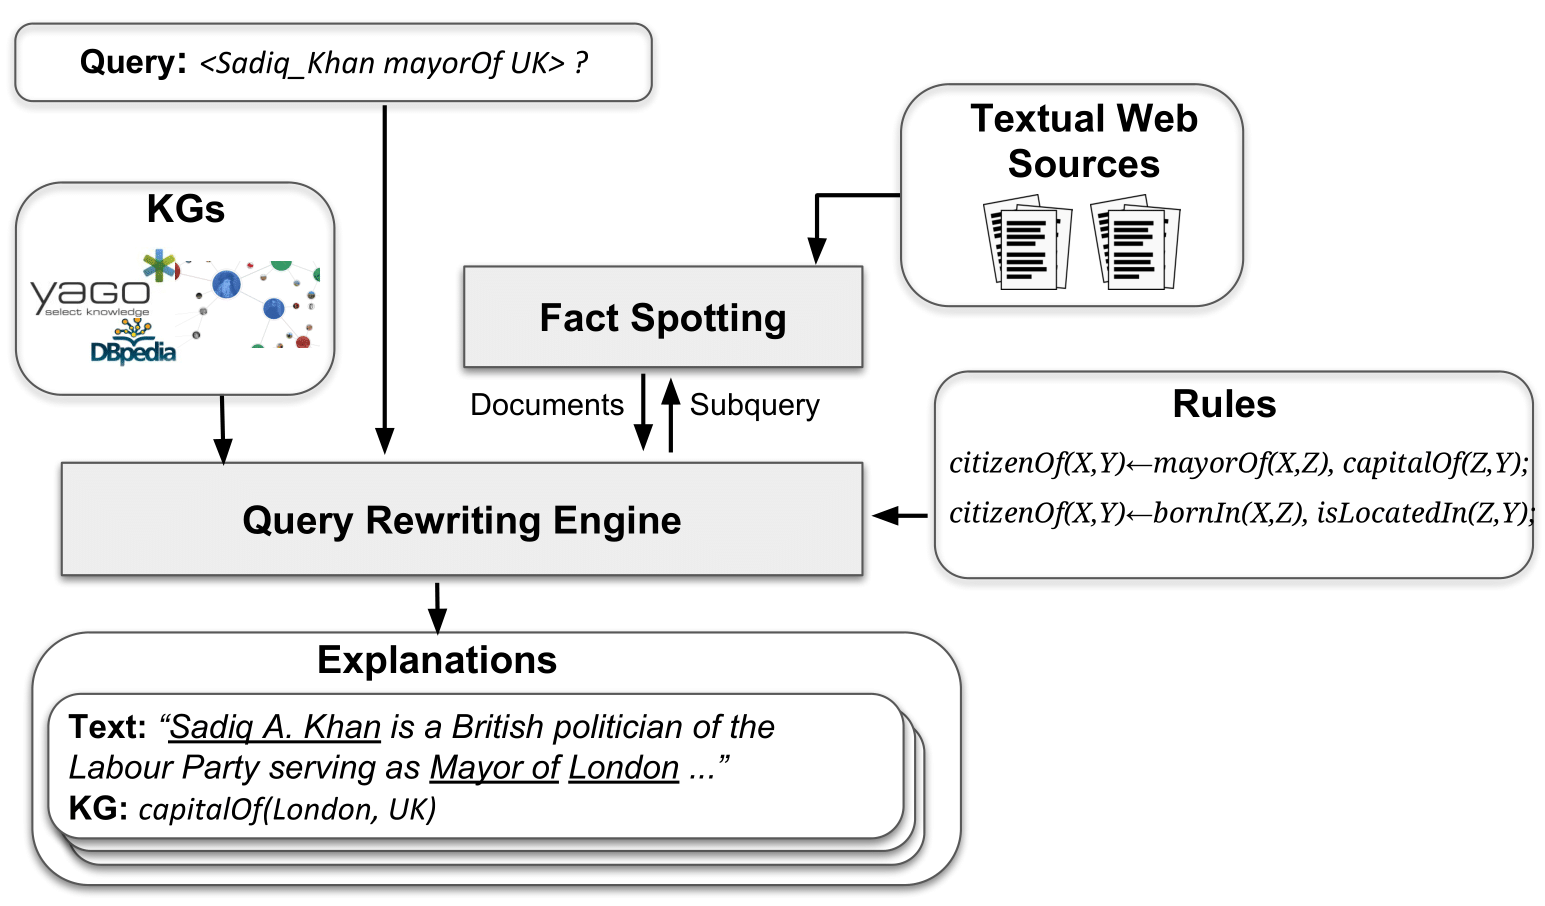 Query: <Sadiq_Khan mayorOf UK> ?
Textual Web
Sources
KGs
yago
select knowledge
DBpedia
Fact Spotting
Documents
Subquery
Rules
citizenOf(X,Y)←mayorOf(X,Z), capitalOf(Z,Y);
citizenOf(X,Y)←bornIn(X,Z), isLocatedIn(Z,Y);
Query Rewriting Engine
Explanations
Text: “Sadiq A. Khan is a British politician of the
Labour Party serving as Mayor of London ...”
KG: capitalOf(London, UK)